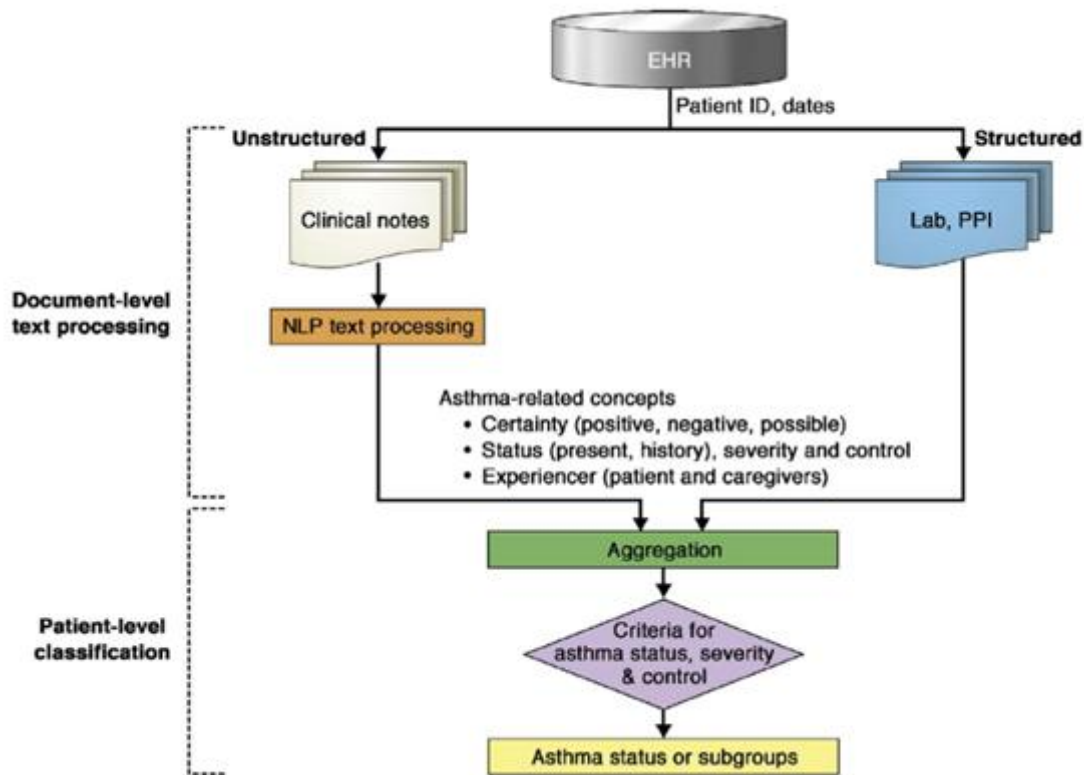 EHR
Patient ID, dates
Unstructured
Structured
Clinical notes
Lab, PPI
Document-level
text processing
NLP text processing
Asthma-related concepts
• Certainty (positive, negative, possible)
• Status (present, history), severity and control
• Experiencer (patient and caregivers)
Aggregation
Patient-level
classification
Criteria for
asthma status, severity
& control
Asthma status or subgroups